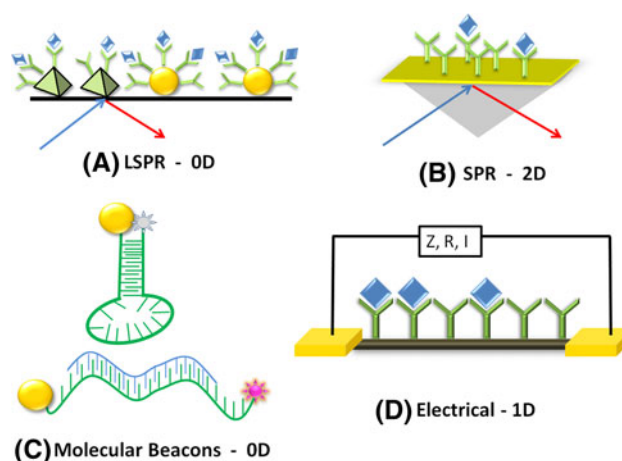 (A) LSPR - 0D
(B) SPR - 2D
Z, R, I
(C) Molecular Beacons - 0D
(D) Electrical - 1D